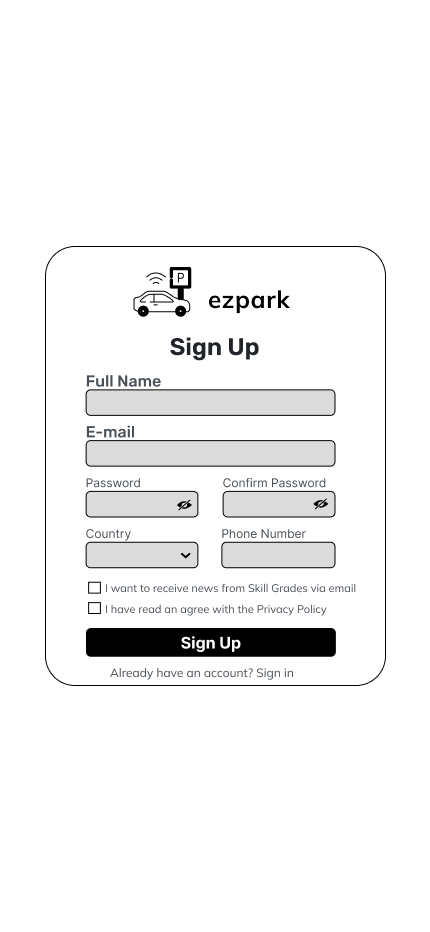 P
ezpark
Sign Up
Full Name
E-mail
Password
Confirm Password
Country
Phone Number
I want to receive news from Skill Grades via email
I have read an agree with the Privacy Policy
Sign Up
Already have an account? Sign in